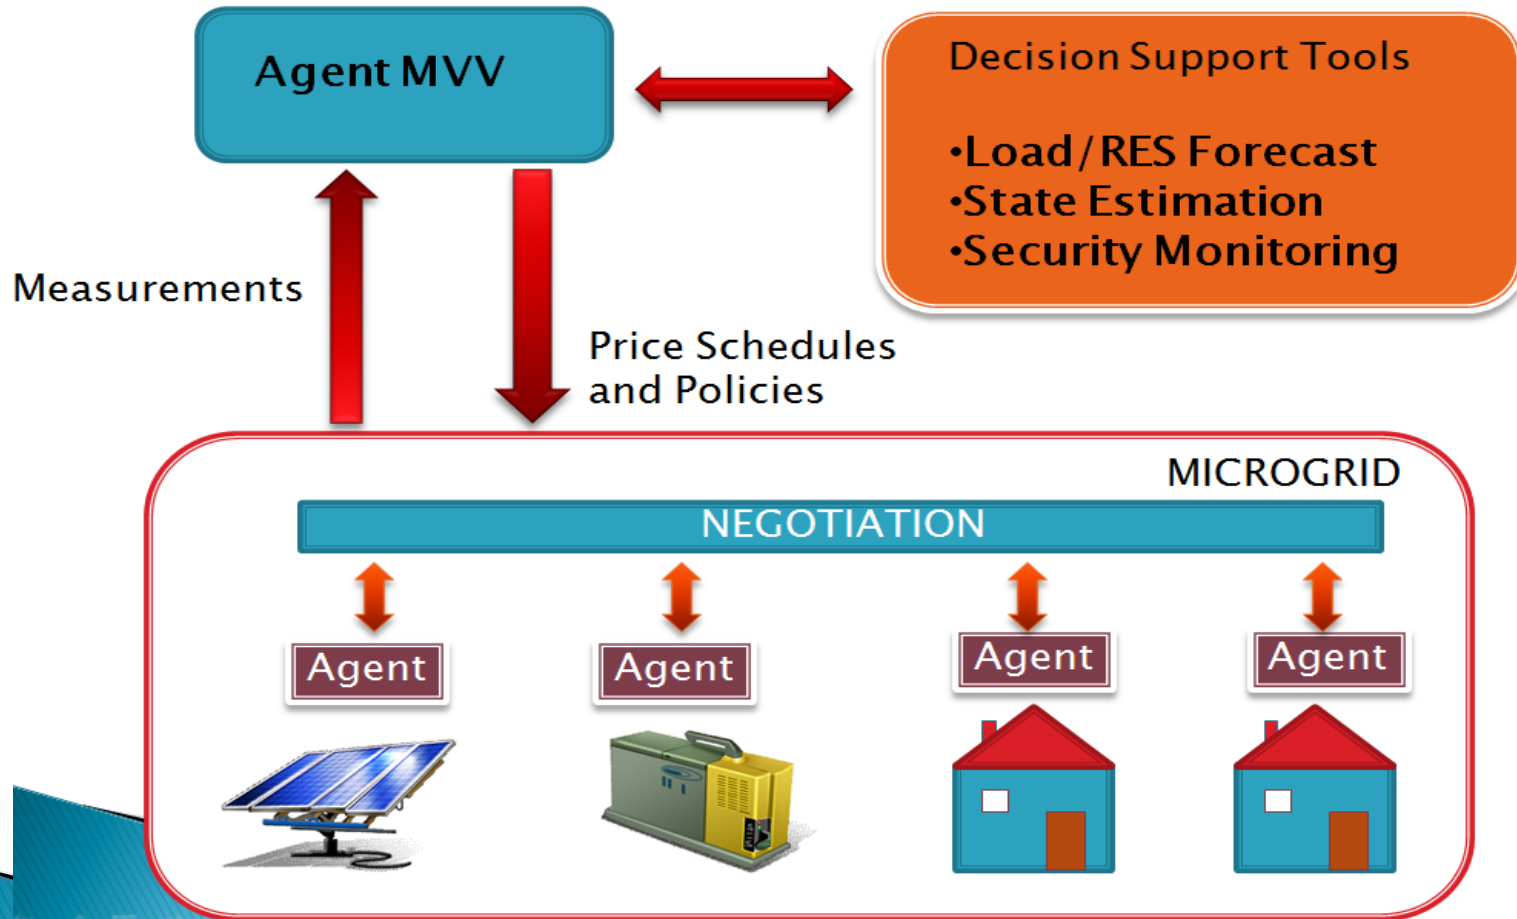 Agent MVV
Decision Support Tools
•Load/RES Forecast
•State Estimation
•Security Monitoring
Measurements
Price Schedules
and Policies
MICROGRID
NEGOTIATION
Agent
Agent
Agent
Agent